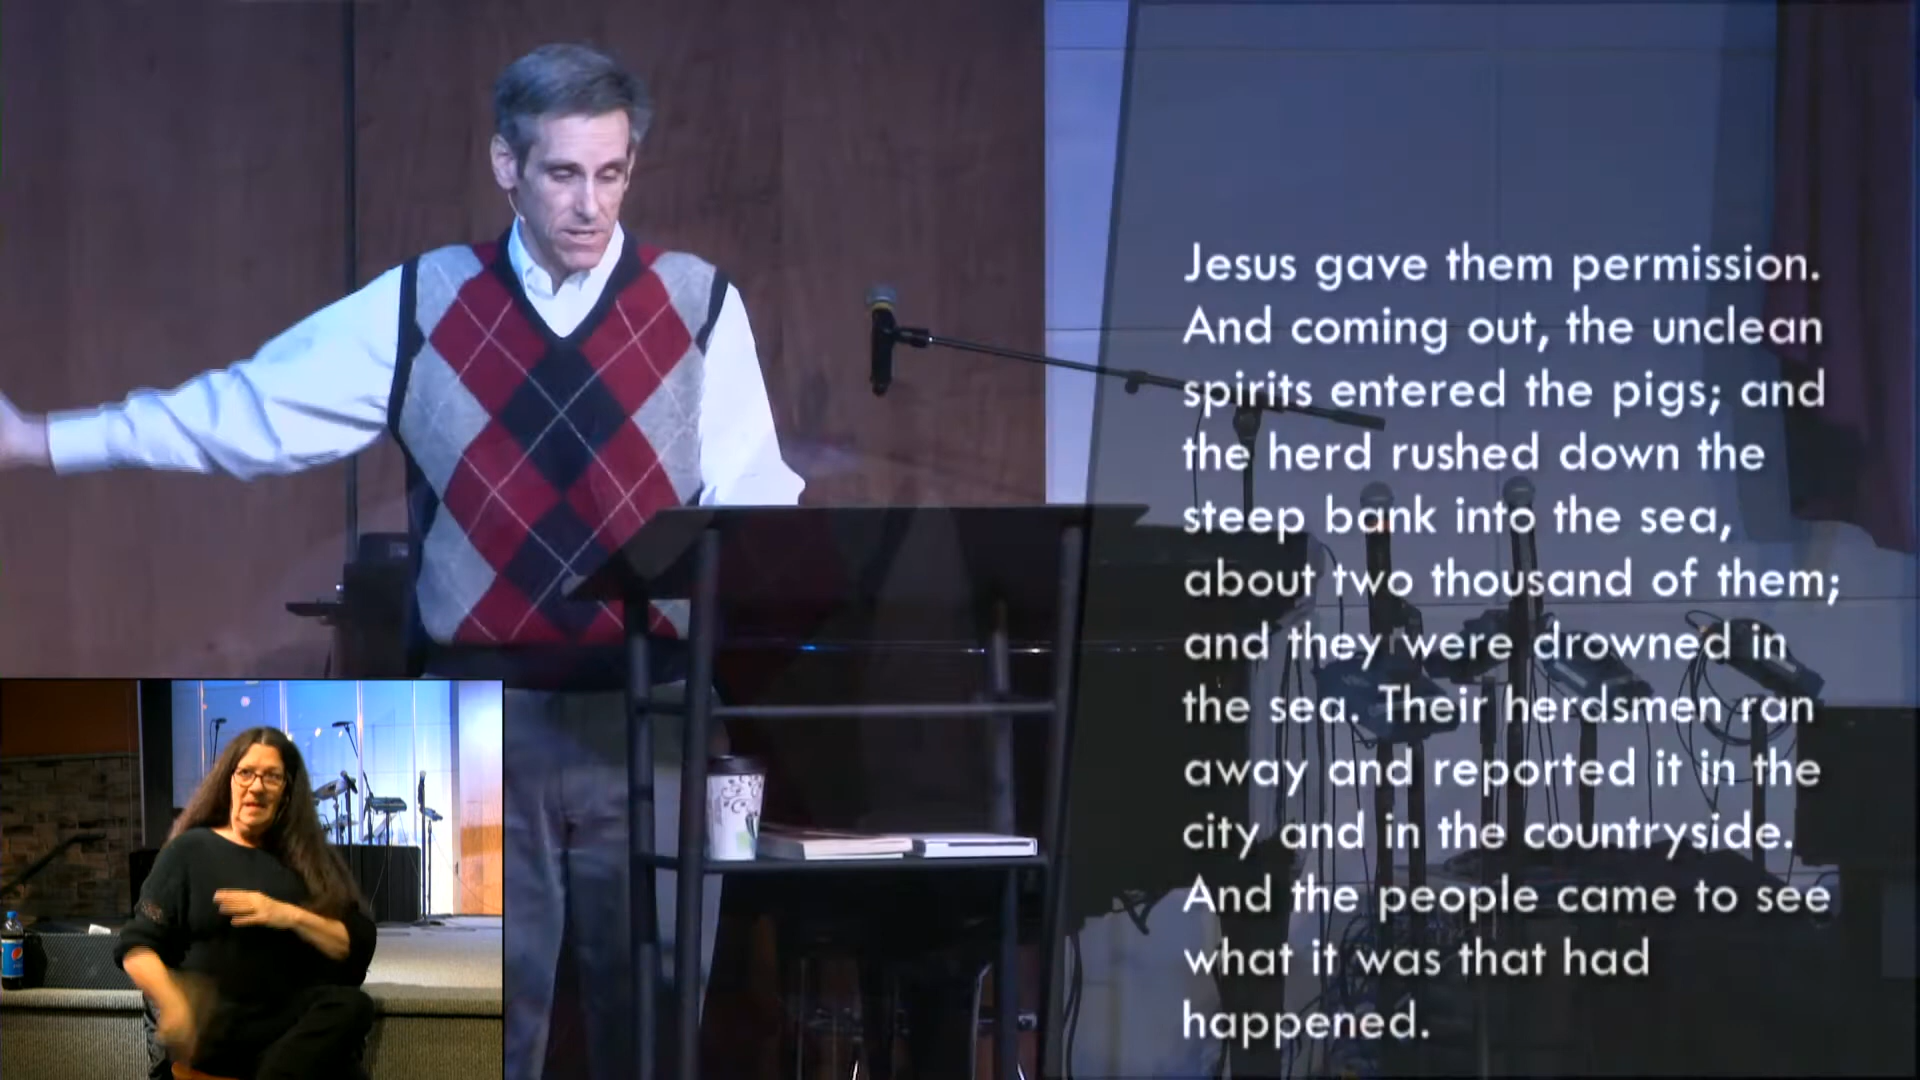 Jesus gave them permission.
And coming out, the unclean
spirits entered the pigs; and
the herd rushed down the
steep bank into the sea,
about two thousand of them;
and they were drowned in
the sea. Their herdsmen ran
away and reported it in the
city and in the countryside.
And the people came to see
what it was that had
happened.